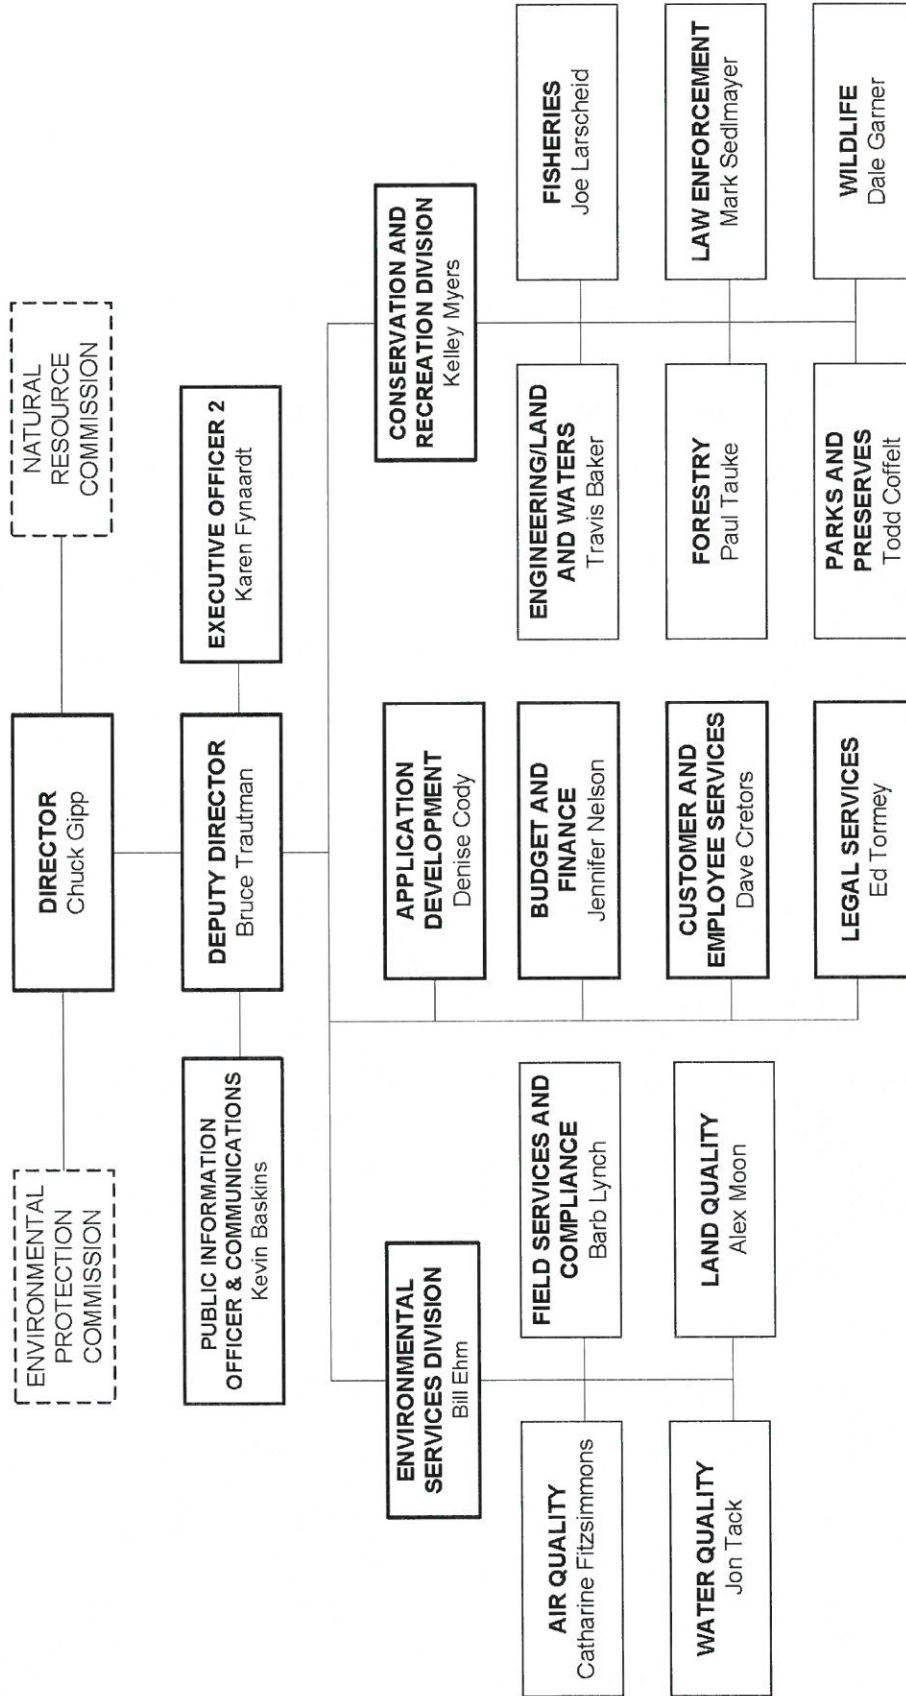 ENVIRONMENTAL
PROTECTION
COMMISSION
DIRECTOR
Chuck Gipp
NATURAL
RESOURCE
COMMISSION
PUBLIC INFORMATION
OFFICER & COMMUNICATIONS
Kevin Baskins
DEPUTY DIRECTOR
Bruce Trautman
EXECUTIVE OFFICER 2
Karen Fynaardt
ENVIRONMENTAL
SERVICES DIVISION
Bill Ehm
AIR QUALITY
Catharine Fitzsimmons
FIELD SERVICES AND
COMPLIANCE
Barb Lynch
WATER QUALITY
Jon Tack
LAND QUALITY
Alex Moon
APPLICATION
DEVELOPMENT
Denise Cody
BUDGET AND
FINANCE
Jennifer Nelson
CUSTOMER AND
EMPLOYEE SERVICES
Dave Cretors
LEGAL SERVICES
Ed Tormey
CONSERVATION AND
RECREATION DIVISION
Kelley Myers
ENGINEERING/LAND
AND WATERS
Travis Baker
FISHERIES
Joe Larscheid
FORESTRY
Paul Tauke
LAW ENFORCEMENT
Mark Sedlmayer
PARKS AND
PRESERVES
Todd Coffelt
WILDLIFE
Dale Garner